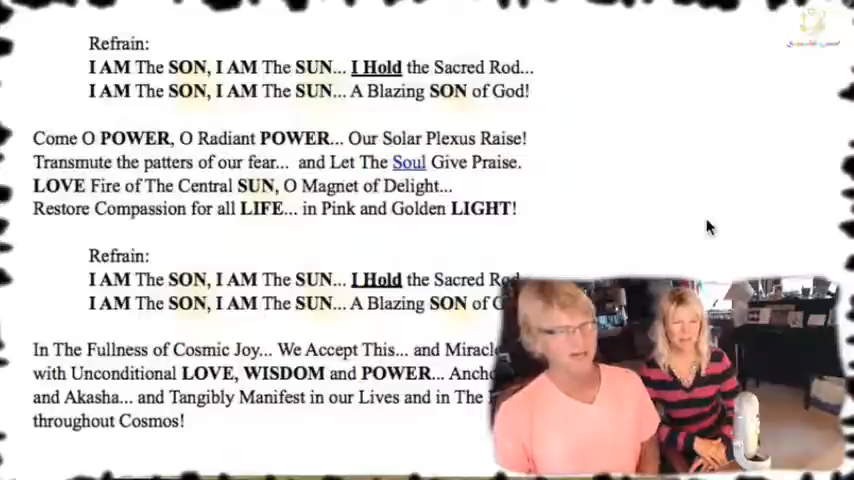 Refrain:
I AM The SON, I AM The SUN... I Hold the Sacred Rod...
I AM The SON, I AM The SUN... A Blazing SON of God!
Come O POWER, O Radiant POWER... Our Solar Plexus Raise!
Transmute the patters of our fear... and Let The Soul Give Praise.
LOVE Fire of The Central SUN, O Magnet of Delight...
Restore Compassion for all LIFE... in Pink and Golden LIGHT!
Refrain:
I AM The SON, I AM The SUN... I Hold the Sacred
I AM The SON, I AM The SUN... A Blazing SON of
In The Fullness of Cosmic Joy... We Accept This... and
with Unconditional LOVE, WISDOM and POWER...
and Akasha... and Tangibly Manifest in our Lives and in The
throughout Cosmos!